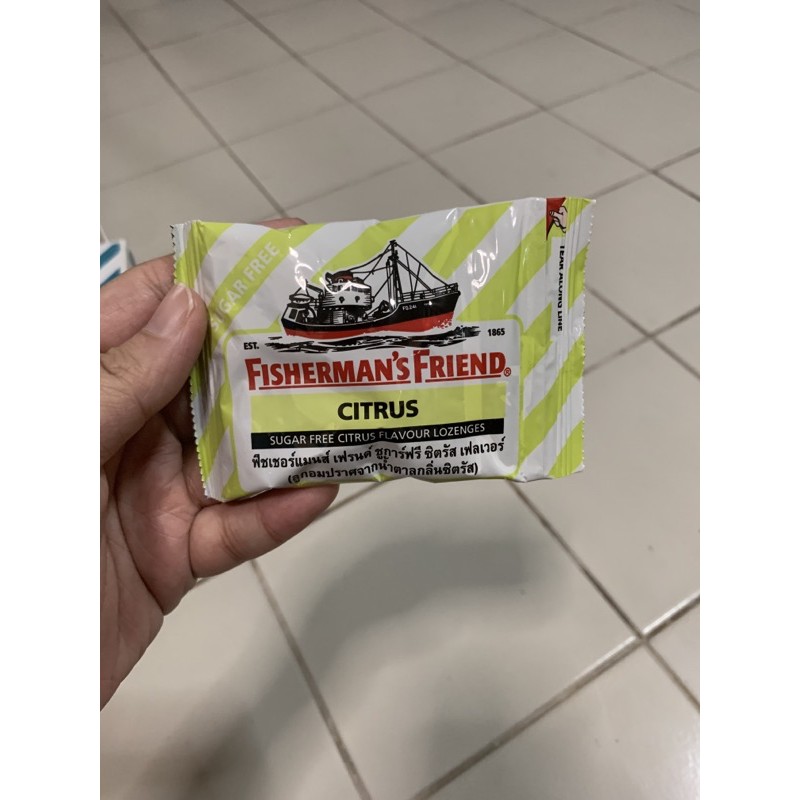 SUGAR FREE
TEAR ALONG LINE
EST. 1865
FISHERMAN'S FRIEND®
CITRUS
SUGAR FREE CITRUS FLAVOUR LOZENGES
ฟิชเชอร์แมนส์ เฟรนด์ ชูการ์ฟรี ซิตรัส เฟลเวอร์
(ลูกอมปราศจากน้ำตาลกลิ่นซิตรัส)